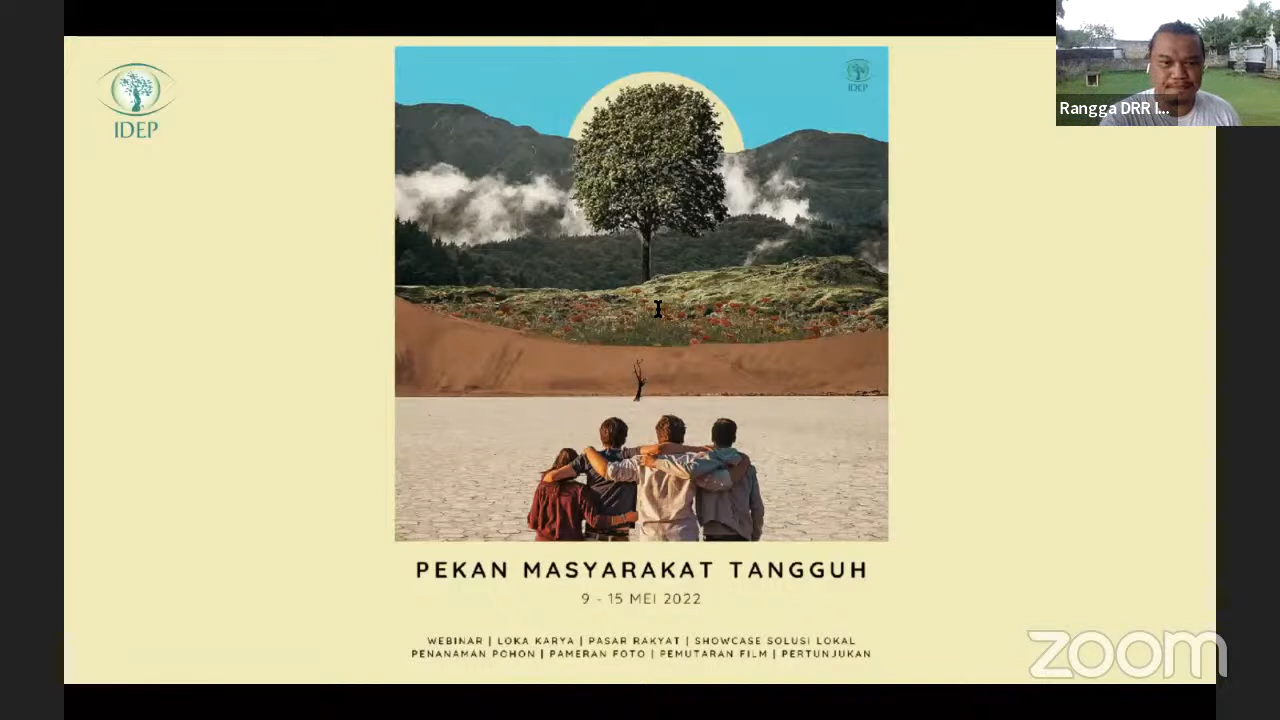 IDEP
IDEP
Rangga DRR I...
PEKAN MASYARAKAT TANGGUH
9 - 15 MEI 2022
WEBINAR | LOKA KARYA | PASAR RAKYAT | SHOWCASE SOLUSI LOKAL
PENANAMAN POHON | PAMERAN FOTO | PEMUTARAN FILM | PERTUNJUKAN
zoom